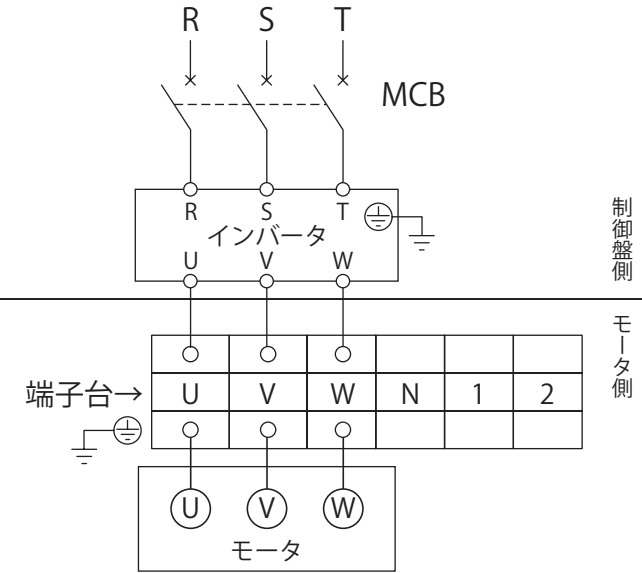 R S T
MCB
R S T
インバータ
U V W
制御盤側
モータ側
端子台→ U V W N 1 2
U V W
モータ